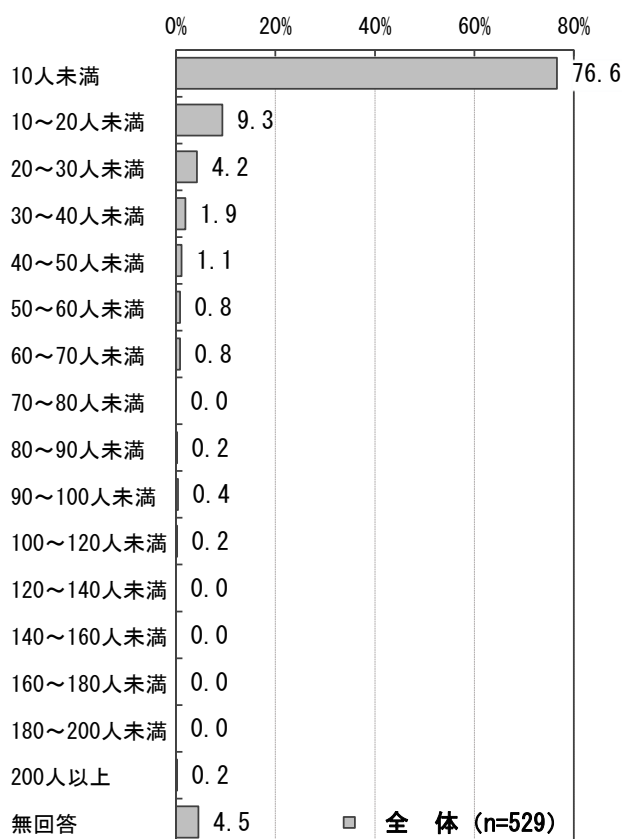 0% 20% 40% 60% 80%
10人未満 76.6
10～20人未満 9.3
20～30人未満 4.2
30～40人未満 1.9
40～50人未満 1.1
50～60人未満 0.8
60～70人未満 0.8
70～80人未満 0.0
80～90人未満 0.2
90～100人未満 0.4
100～120人未満 0.2
120～140人未満 0.0
140～160人未満 0.0
160～180人未満 0.0
180～200人未満 0.0
200人以上 0.2
無回答 4.5 全　体 (n=529)